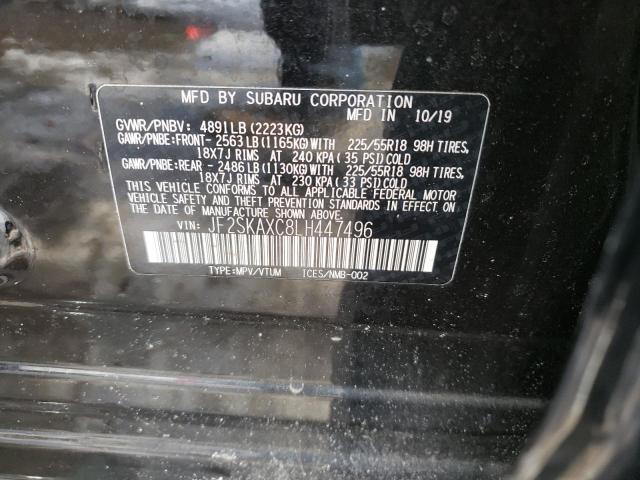 MFD BY SUBARU CORPORATION
MFD IN 10/19
GVWR/PNBV: 4891LB (2223KG)
GAWR/PNBE: FRONT- 2563LB (1165KG) WITH 225/55R18 98H TIRES,
18X7J RIMS AT 240 KPA (35 PSI) COLD
GAWR/PNBE: REAR - 2486LB (1130KG) WITH 225/55R18 98H TIRES,
18X7J RIMS AT 230 KPA (33 PSI) COLD
THIS VEHICLE CONFORMS TO ALL APPLICABLE FEDERAL MOTOR
VEHICLE SAFETY AND THEFT PREVENTION STANDARDS IN EFFECT
ON THE DATE OF MANUFACTURE SHOWN ABOVE.
VIN: JF2SKAXC8LH447496
TYPE:MPV/VTUM ICES/NMB-002